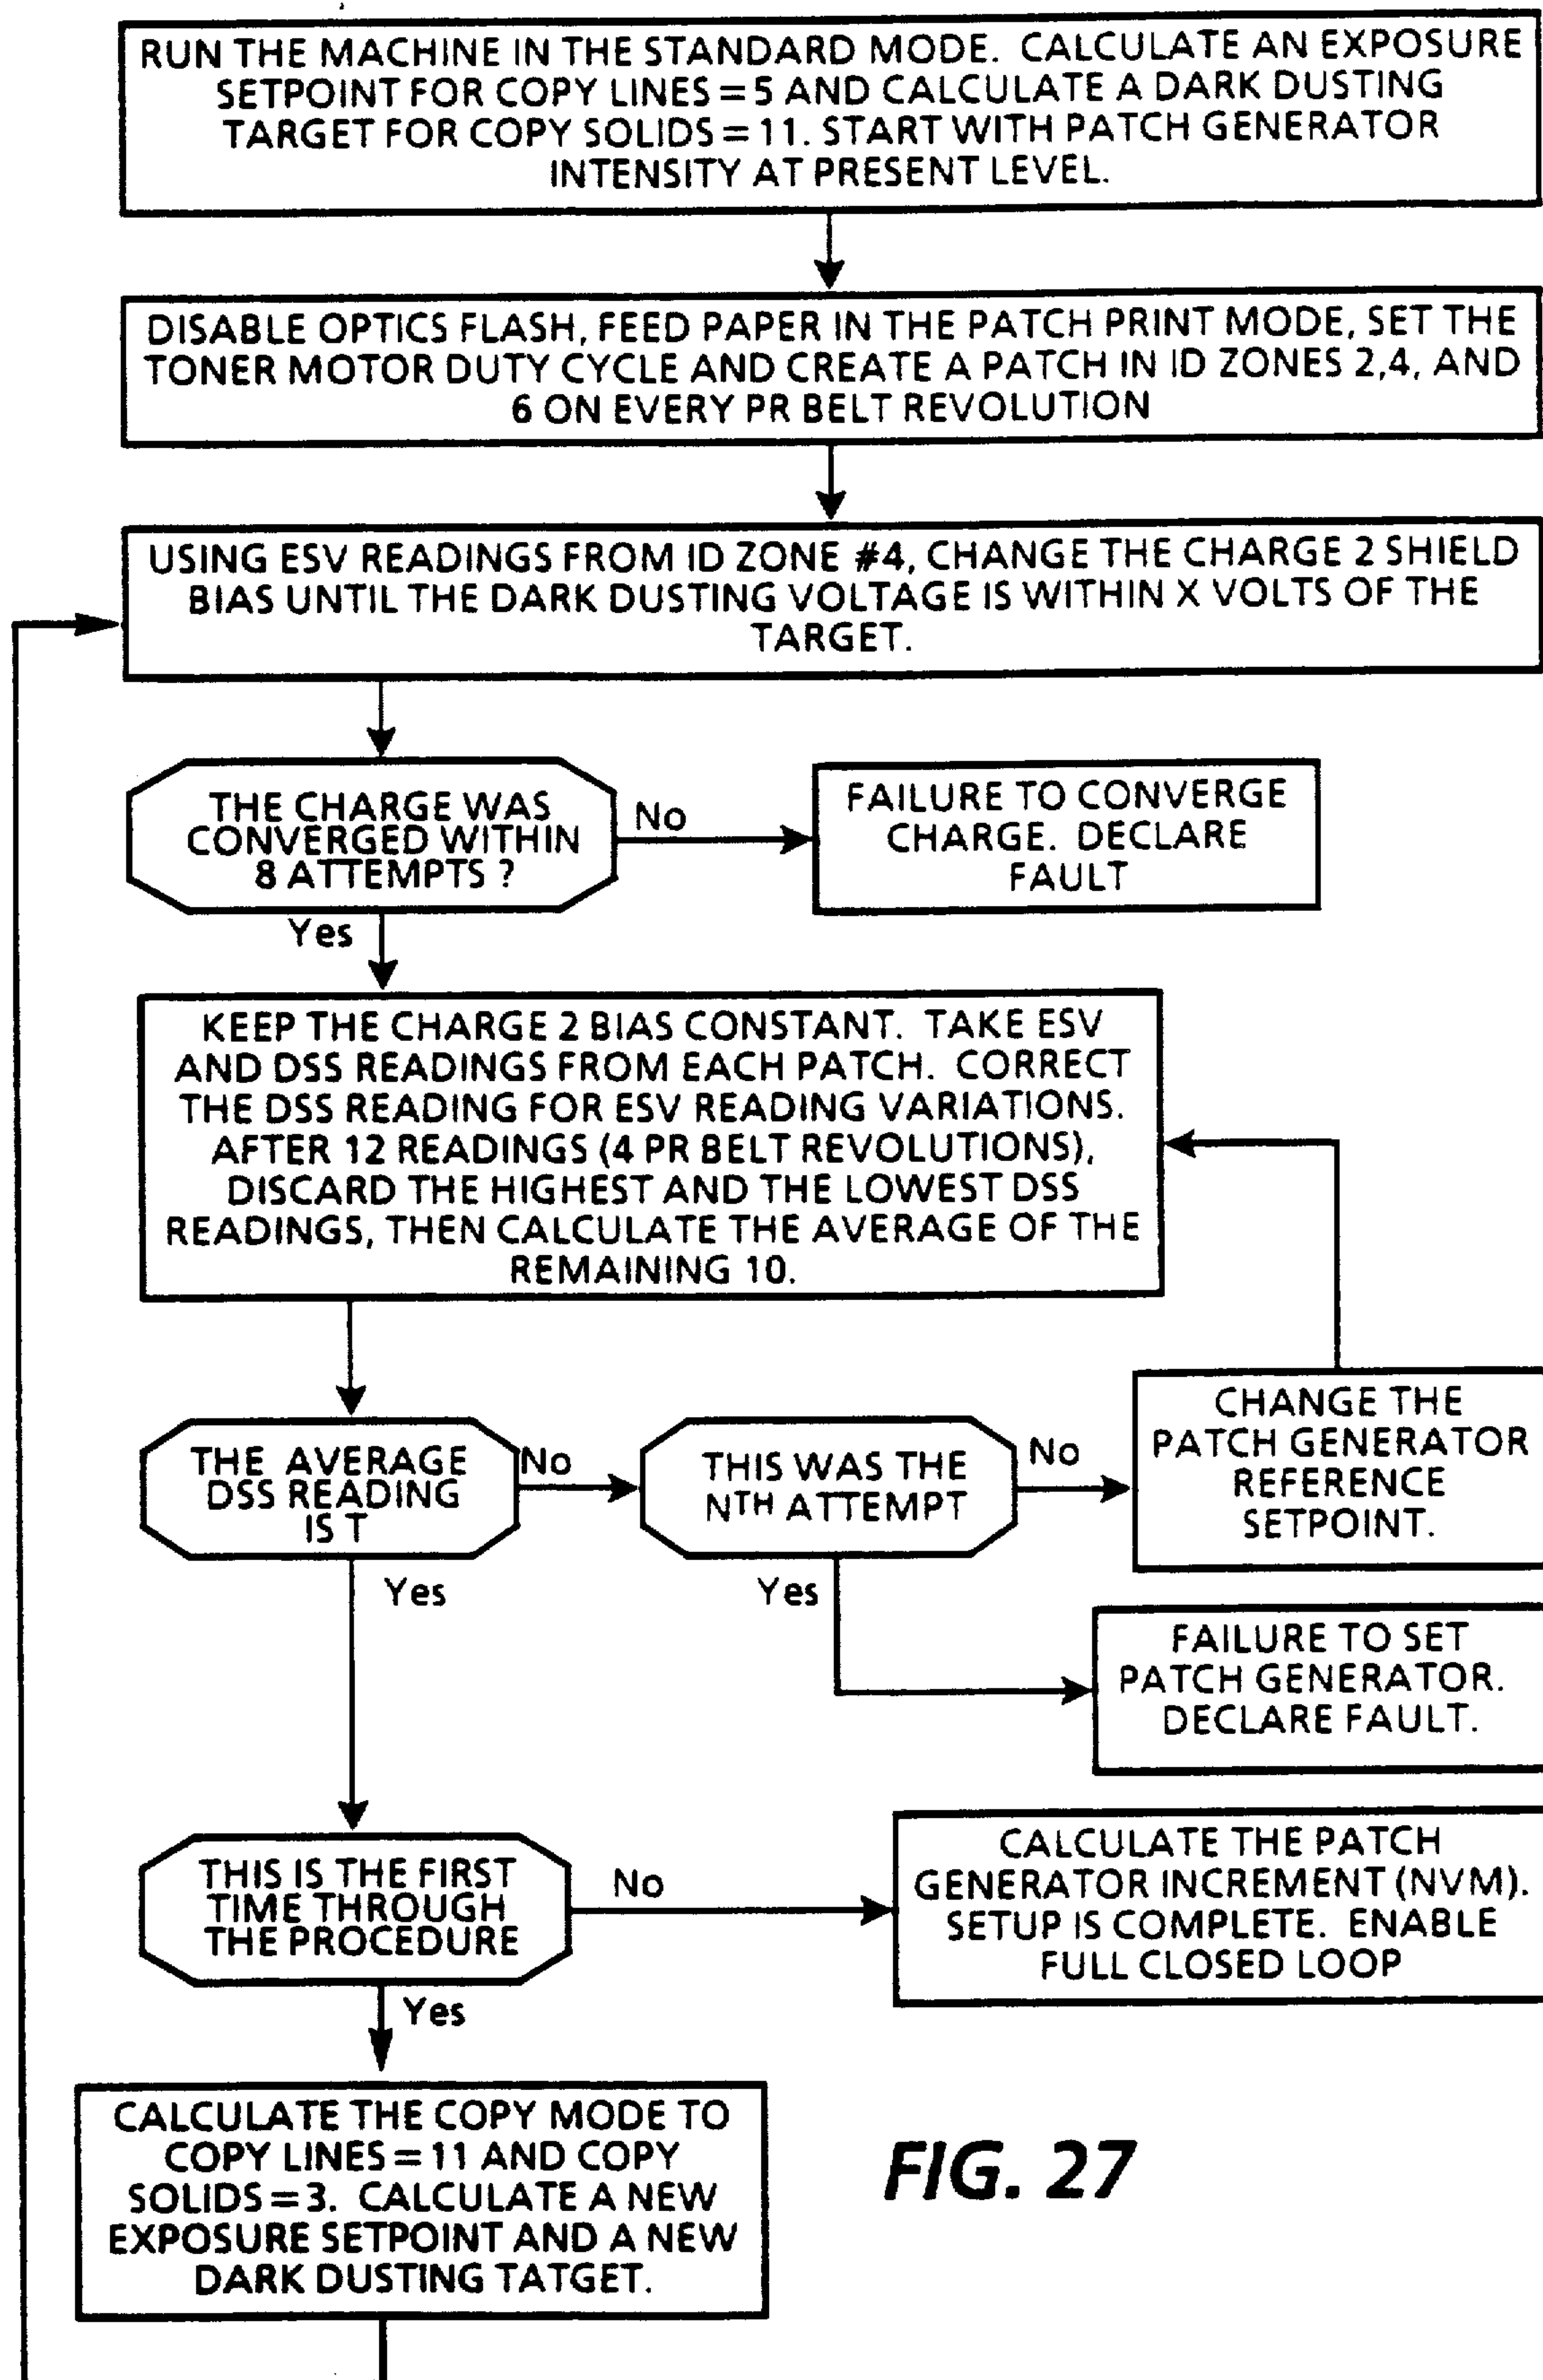 RUN THE MACHINE IN THE STANDARD MODE. CALCULATE AN EXPOSURE
SETPOINT FOR COPY LINES = 5 AND CALCULATE A DARK DUSTING
TARGET FOR COPY SOLIDS = 11. START WITH PATCH GENERATOR
INTENSITY AT PRESENT LEVEL.
DISABLE OPTICS FLASH, FEED PAPER IN THE PATCH PRINT MODE, SET THE
TONER MOTOR DUTY CYCLE AND CREATE A PATCH IN ID ZONES 2,4, AND
6 ON EVERY PR BELT REVOLUTION
USING ESV READINGS FROM ID ZONE #4, CHANGE THE CHARGE 2 SHIELD
BIAS UNTIL THE DARK DUSTING VOLTAGE IS WITHIN X VOLTS OF THE
TARGET.
THE CHARGE WAS
CONVERGED WITHIN
8 ATTEMPTS ?
No
FAILURE TO CONVERGE
CHARGE. DECLARE
FAULT
Yes
KEEP THE CHARGE 2 BIAS CONSTANT. TAKE ESV
AND DSS READINGS FROM EACH PATCH. CORRECT
THE DSS READING FOR ESV READING VARIATIONS.
AFTER 12 READINGS (4 PR BELT REVOLUTIONS),
DISCARD THE HIGHEST AND THE LOWEST DSS
READINGS, THEN CALCULATE THE AVERAGE OF THE
REMAINING 10.
THE AVERAGE
DSS READING
IS T
No
THIS WAS THE
NTH ATTEMPT
No
CHANGE THE
PATCH GENERATOR
REFERENCE
SETPOINT.
Yes
Yes
FAILURE TO SET
PATCH GENERATOR.
DECLARE FAULT.
THIS IS THE FIRST
TIME THROUGH
THE PROCEDURE
No
CALCULATE THE PATCH
GENERATOR INCREMENT (NVM).
SETUP IS COMPLETE. ENABLE
FULL CLOSED LOOP
Yes
CALCULATE THE COPY MODE TO
COPY LINES = 11 AND COPY
SOLIDS = 3. CALCULATE A NEW
EXPOSURE SETPOINT AND A NEW
DARK DUSTING TATGET.
FIG. 27